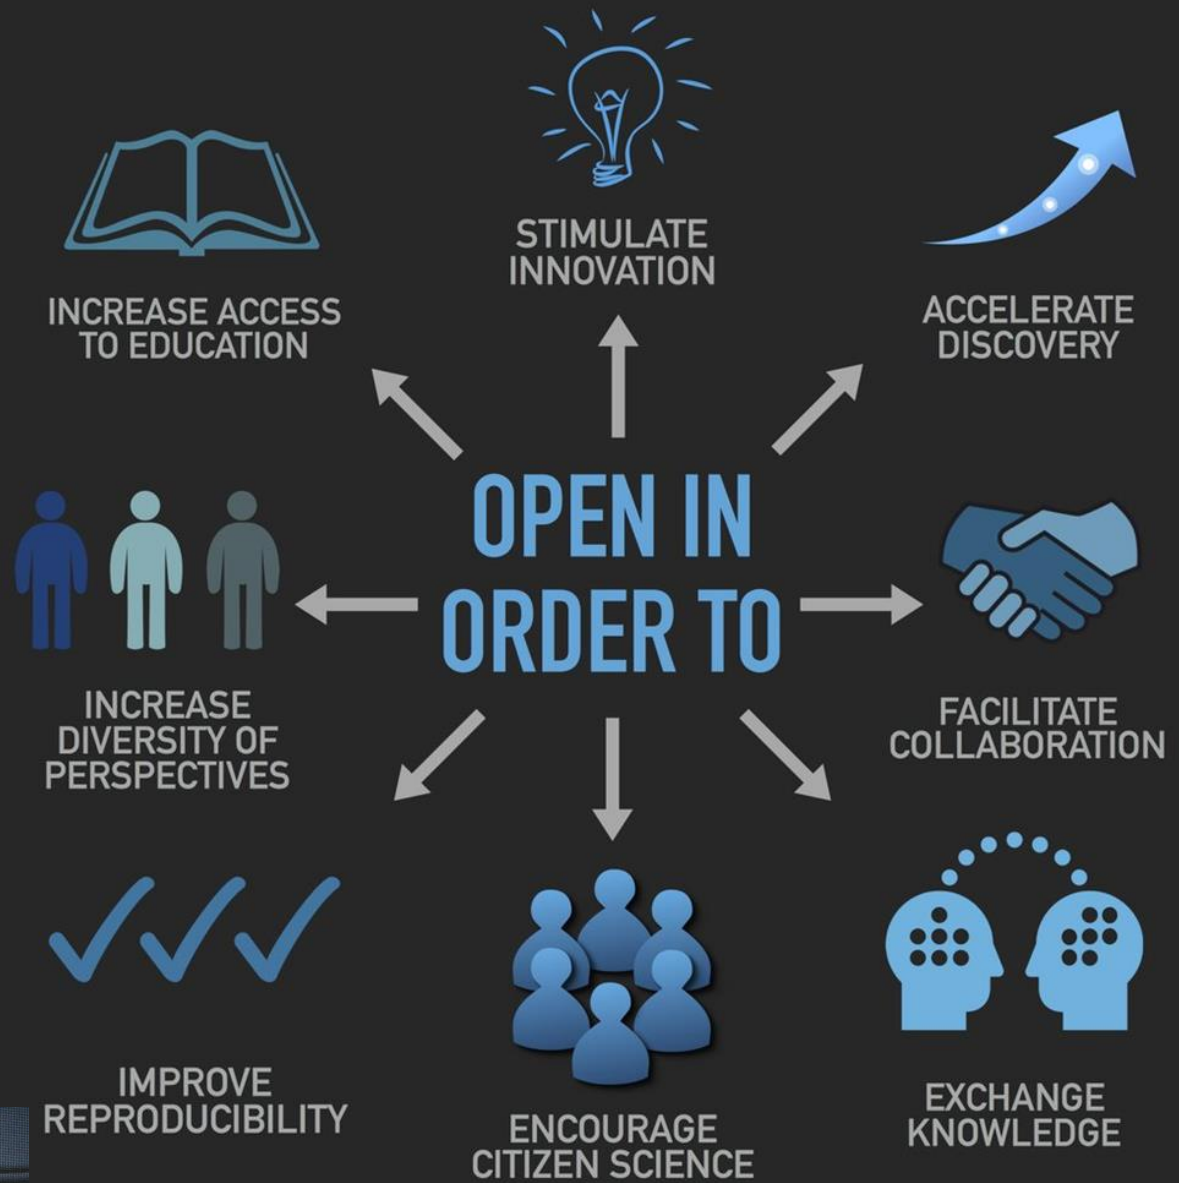 STIMULATE
INNOVATION
INCREASE ACCESS
TO EDUCATION
ACCELERATE
DISCOVERY
OPEN IN
ORDER TO
INCREASE
DIVERSITY OF
PERSPECTIVES
FACILITATE
COLLABORATION
IMPROVE
REPRODUCIBILITY
ENCOURAGE
CITIZEN SCIENCE
EXCHANGE
KNOWLEDGE